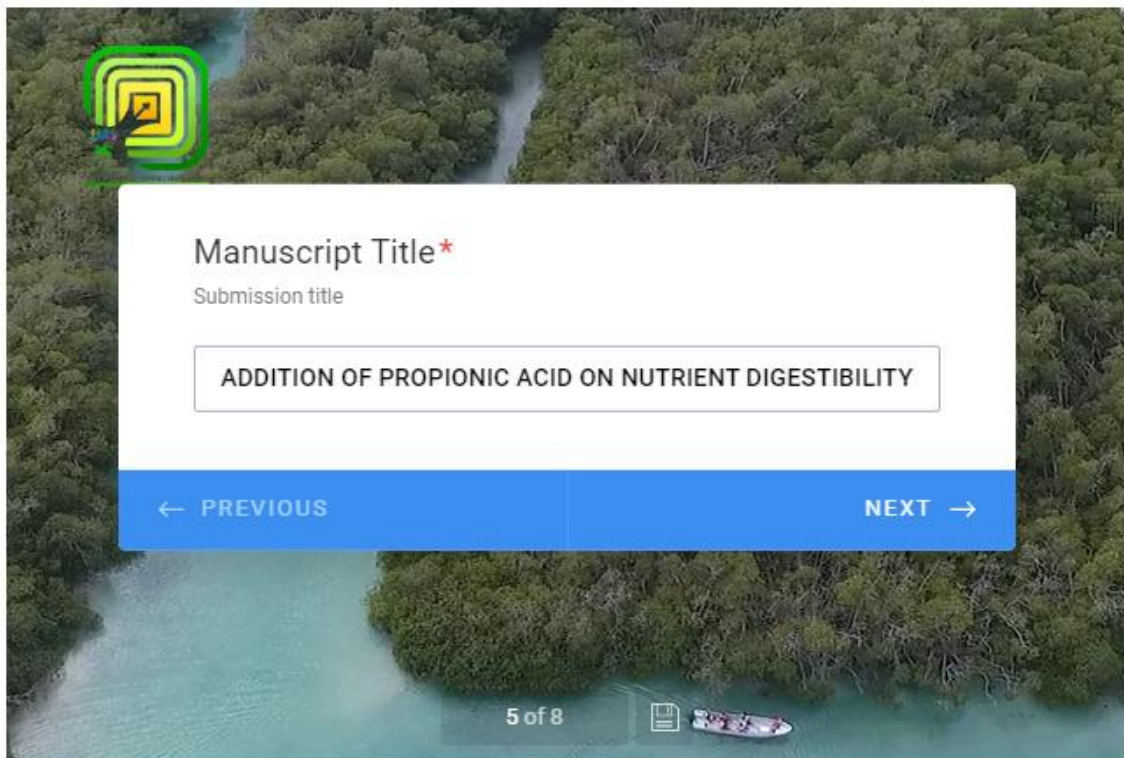 Manuscript Title*
Submission title
ADDITION OF PROPIONIC ACID ON NUTRIENT DIGESTIBILITY
← PREVIOUS
NEXT →
5 of 8